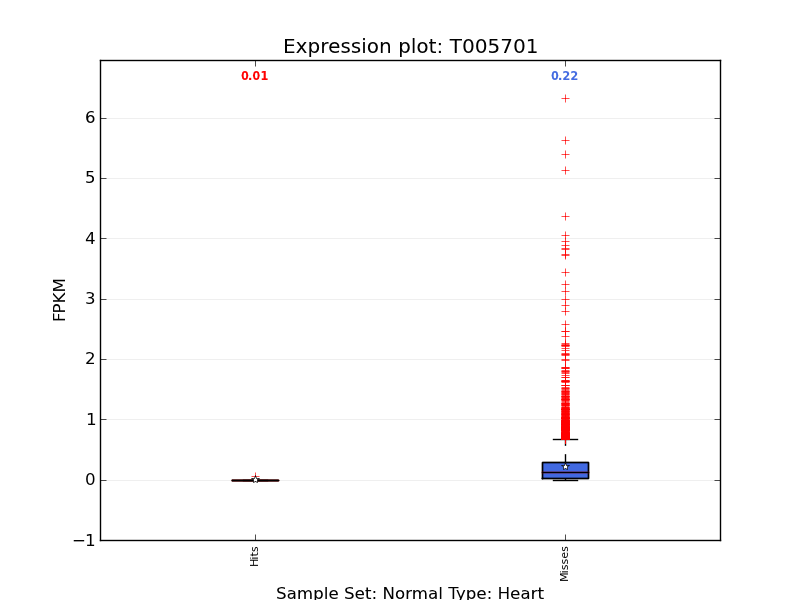 Expression plot: T005701
0.01 0.22
6
5
4
3
2
1
0
−1
FPKM
Hits
Misses
Sample Set: Normal Type: Heart